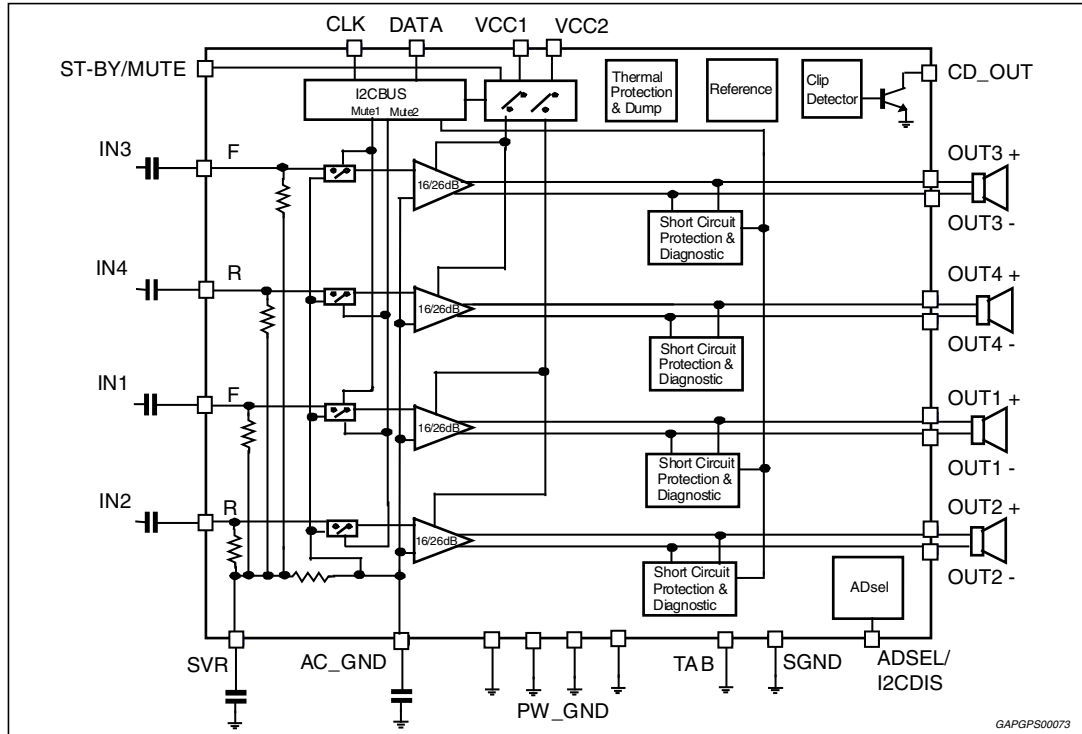 CLK DATA VCC1 VCC2
ST-BY/MUTE
I2CBUS
Mute1 Mute2
Thermal
Protection
& Dump
Reference
Clip
Detector
CD_OUT
IN3
F
16/26dB
OUT3 +
Short Circuit
Protection &
Diagnostic
OUT3 -
IN4
R
16/26dB
OUT4 +
Short Circuit
Protection &
Diagnostic
OUT4 -
IN1
F
16/26dB
OUT1 +
Short Circuit
Protection &
Diagnostic
OUT1 -
IN2
R
16/26dB
OUT2 +
Short Circuit
Protection &
Diagnostic
OUT2 -
ADsel
SVR
AC_GND
PW_GND
TAB
SGND
ADSEL/
I2CDIS
GAPGPS00073